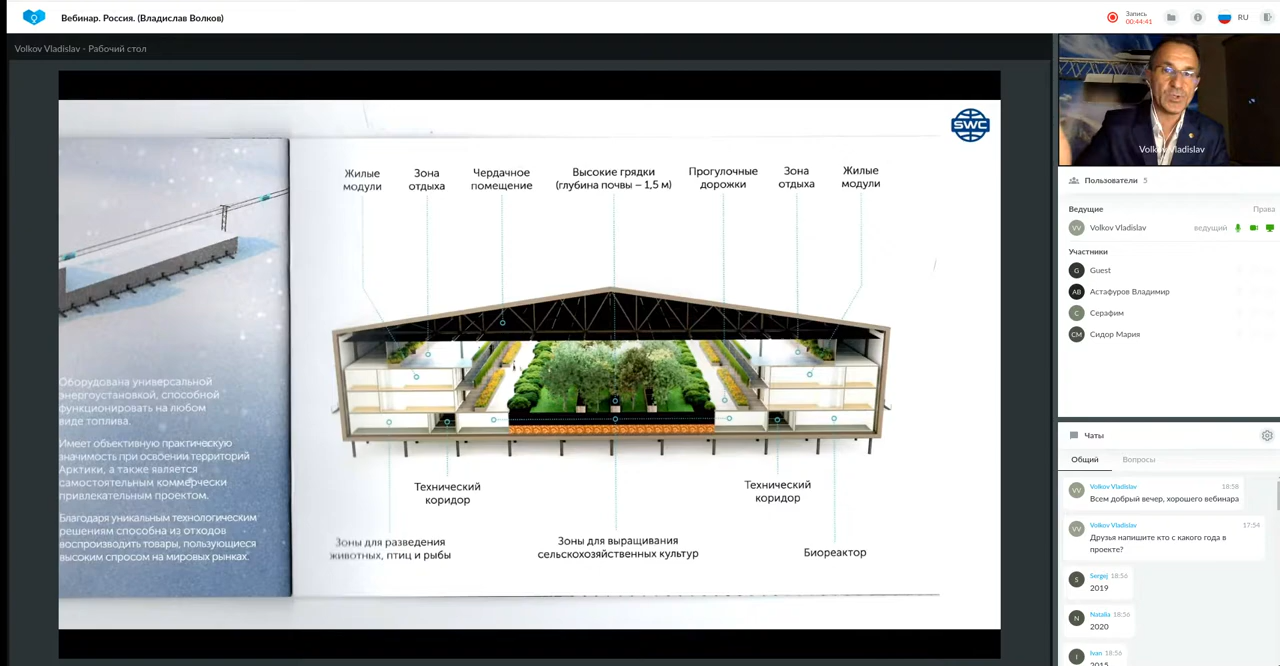 Вебинар. Россия. (Владислав Волков)
Запись
00:44:41
RU
Volkov Vladislav - Рабочий стол
SWC
Жилые
модули
Зона
отдыха
Чердачное
помещение
Высокие грядки
(глубина почвы – 1,5 м)
Прогулочные
дорожки
Зона
отдыха
Жилые
модули
Оборудована универсальной
энергоустановкой, способной
функционировать на любом
виде топлива.
Имеет объективную практическую
значимость при освоении территорий
Арктики, а также является
самостоятельным коммерчески
привлекательным проектом.
Благодаря уникальным технологическим
решениям способна из отходов
воспроизводить товары, пользующиеся
высоким спросом на мировых рынках.
Технический
коридор
Технический
коридор
Зоны для разведения
животных, птиц и рыбы
Зоны для выращивания
сельскохозяйственных культур
Биореактор
Volkov Vladislav
Пользователи 5
Ведущие Права
VV Volkov Vladislav ведущий
Участники
G Guest
АВ Астафуров Владимир
С Серафим
СМ Сидор Мария
Чаты
Общий Вопросы
VV Volkov Vladislav 18:58
Всем добрый вечер, хорошего вебинара
VV Volkov Vladislav 17:54
Друзья напишите кто с какого года в
проекте?
S Sergej 18:56
2019
N Natalia 18:56
2020
I Ivan 18:56
2015